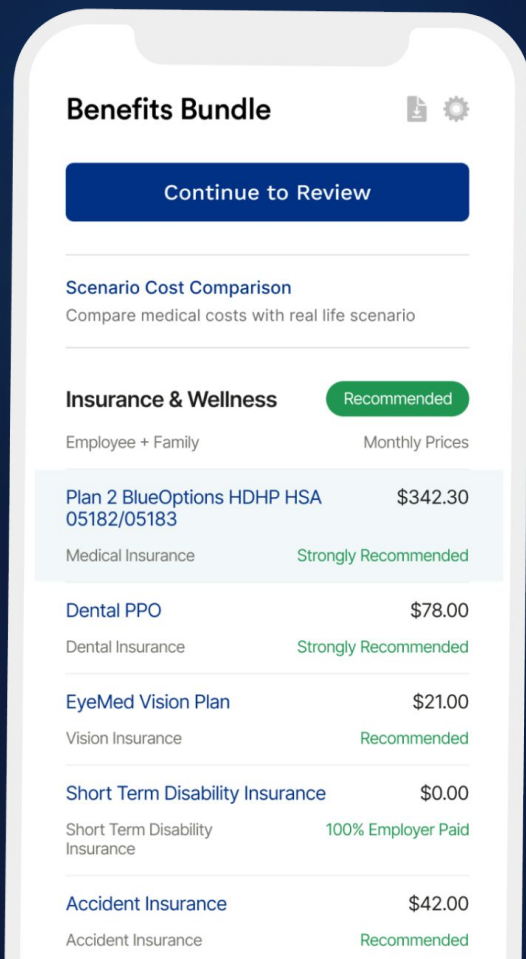 Benefits Bundle
Continue to Review
Scenario Cost Comparison
Compare medical costs with real life scenario
Insurance & Wellness
Recommended
Employee + Family
Monthly Prices
Plan 2 BlueOptions HDHP HSA
05182/05183
$342.30
Medical Insurance
Strongly Recommended
Dental PPO
$78.00
Dental Insurance
Strongly Recommended
EyeMed Vision Plan
$21.00
Vision Insurance
Recommended
Short Term Disability Insurance
$0.00
Short Term Disability
Insurance
100% Employer Paid
Accident Insurance
$42.00
Accident Insurance
Recommended